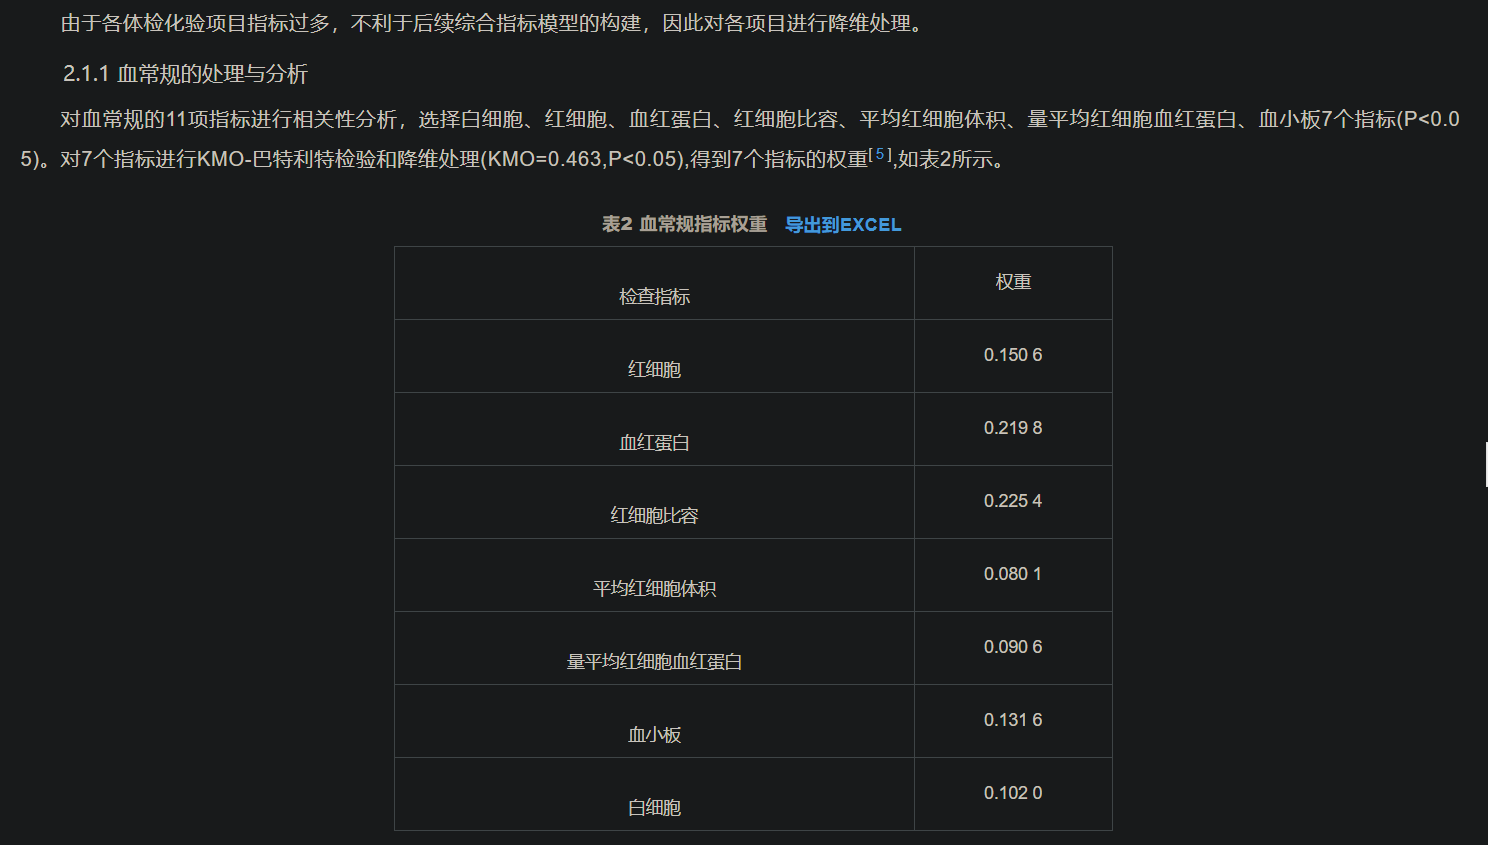 由于各体检化验项目指标过多，不利于后续综合指标模型的构建，因此对各项目进行降维处理。
2.1.1 血常规的处理与分析
对血常规的11项指标进行相关性分析，选择白细胞、红细胞、血红蛋白、红细胞比容、平均红细胞体积、量平均红细胞血红蛋白、血小板7个指标(P<0.0
5)。对7个指标进行KMO-巴特利特检验和降维处理(KMO=0.463,P<0.05),得到7个指标的权重[5],如表2所示。
表2 血常规指标权重 导出到EXCEL
检查指标 权重
红细胞 0.150 6
血红蛋白 0.219 8
红细胞比容 0.225 4
平均红细胞体积 0.080 1
量平均红细胞血红蛋白 0.090 6
血小板 0.131 6
白细胞 0.102 0